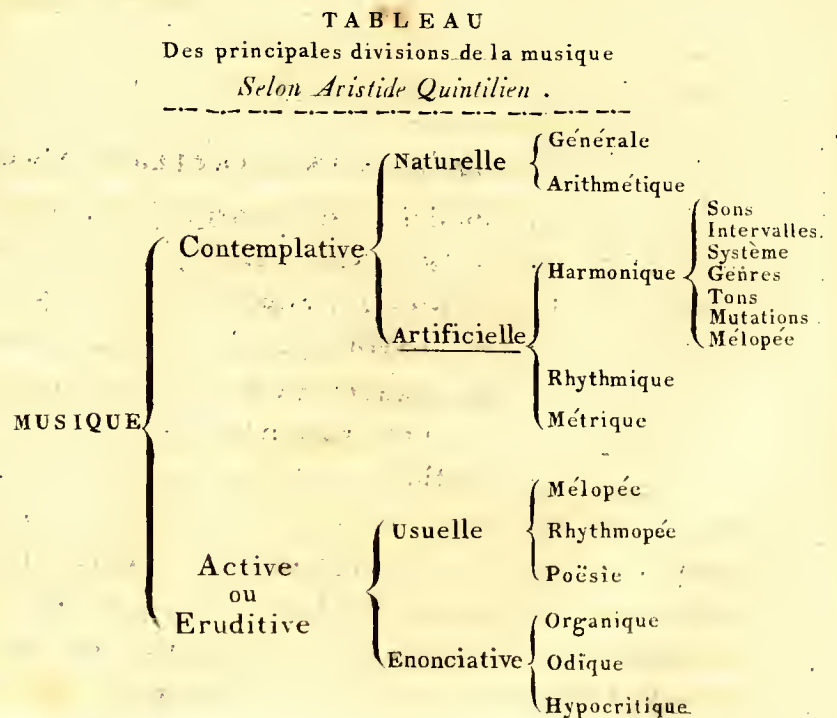 TABLEAU
Des principales divisions de la musique
Selon Aristide Quintilien .
Naturelle
Générale
Arithmétique
Contemplative
Artificielle
Harmonique
Sons
Intervalles.
Système
Genres
Tons
Mutations .
Mélopée
Rhythmique
Métrique
MUSIQUE
Active
ou
Eruditive
Usuelle
Mélopée
Rhythmopée
Poësie
Enonciative
Organique
Odïque
Hypocritique